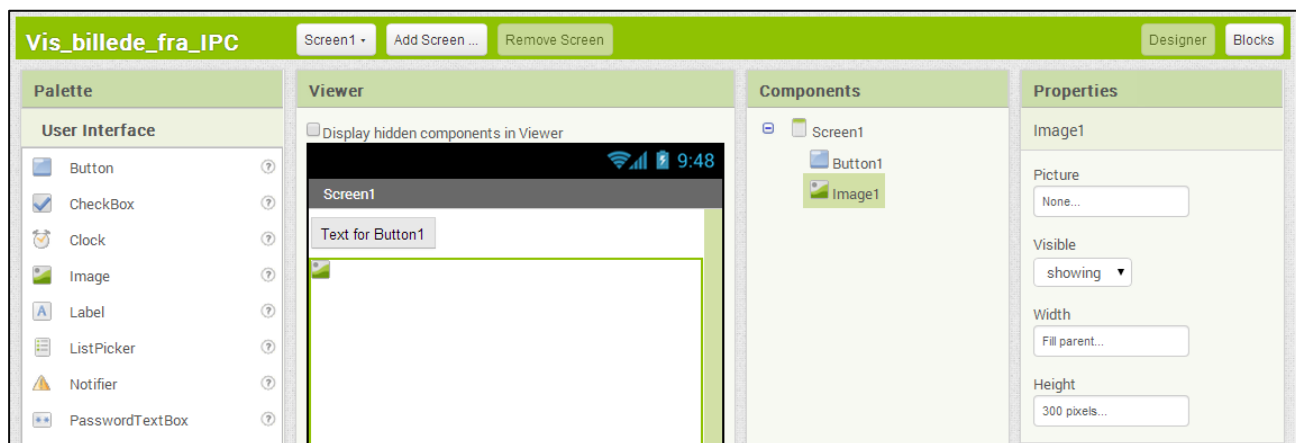 Vis_billede_fra_IPC
Screen1
Add Screen ...
Remove Screen
Designer
Blocks
Palette
User Interface
Button
?
CheckBox
?
Clock
?
Image
?
Label
?
ListPicker
?
Notifier
?
PasswordTextBox
?
Viewer
Display hidden components in Viewer
9:48
Screen1
Text for Button1
Components
Screen1
Button1
Image1
Properties
Image1
Picture
None...
Visible
showing
Width
Fill parent...
Height
300 pixels...